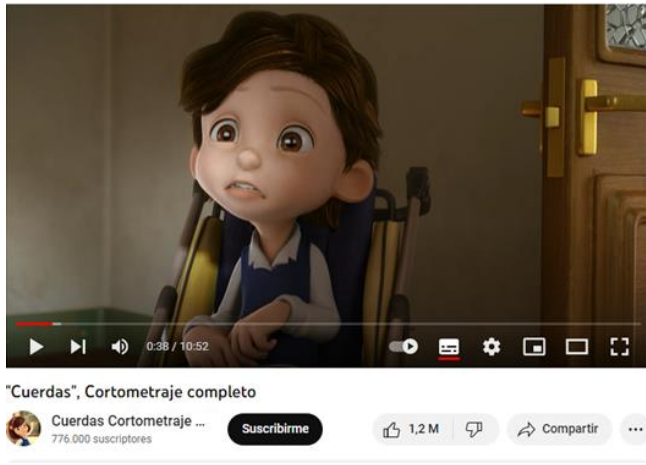 0:38 / 10:52
"Cuerdas", Cortometraje completo
Cuerdas Cortometraje ...
776.000 suscriptores
Suscribirme
1,2 M
Compartir